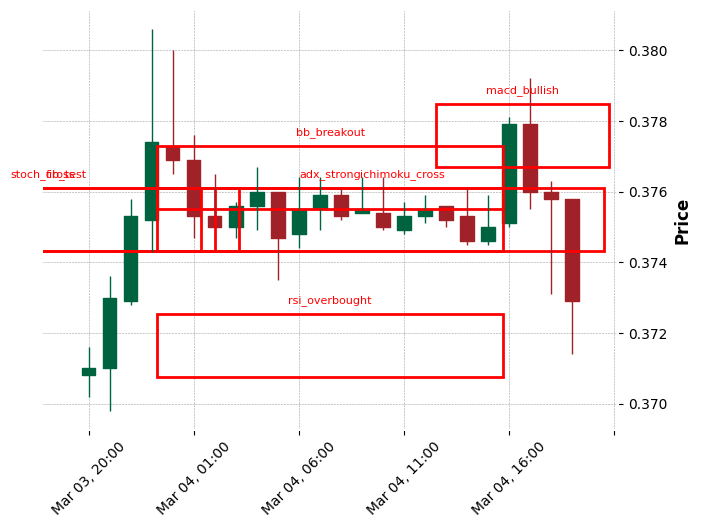 0.380
macd_bullish
0.378
bb_breakout
adx_strong
ichimoku_cross
0.376
Price
0.374
rsi_overbought
0.372
0.370
Mar 03, 20:00
Mar 04, 01:00
Mar 04, 06:00
Mar 04, 11:00
Mar 04, 16:00